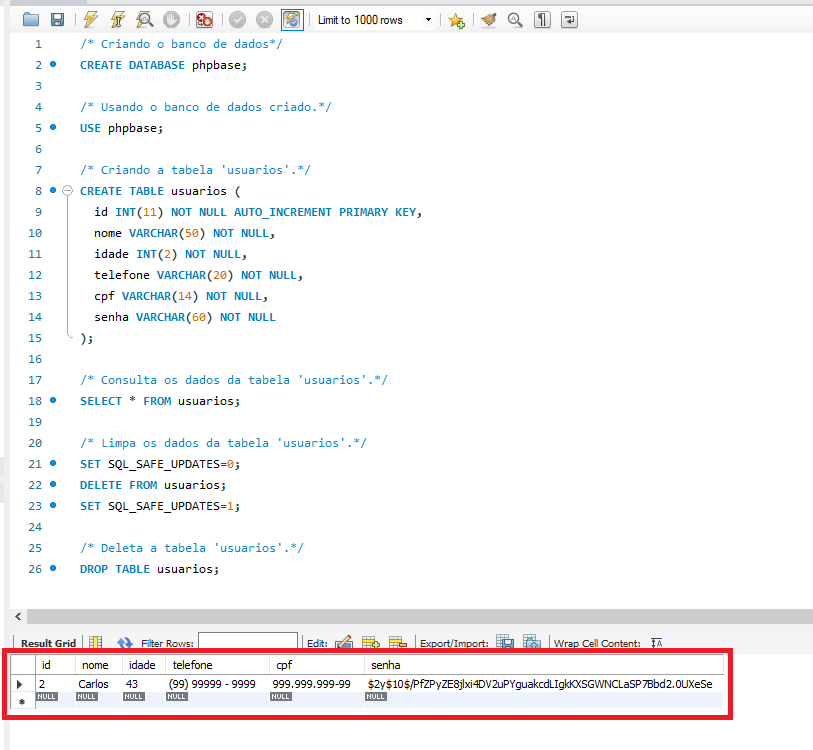 Limit to 1000 rows
1 /* Criando o banco de dados*/
2 CREATE DATABASE phpbase;
3
4 /* Usando o banco de dados criado.*/
5 USE phpbase;
6
7 /* Criando a tabela 'usuarios'.*/
8 CREATE TABLE usuarios (
9 id INT(11) NOT NULL AUTO_INCREMENT PRIMARY KEY,
10 nome VARCHAR(50) NOT NULL,
11 idade INT(2) NOT NULL,
12 telefone VARCHAR(20) NOT NULL,
13 cpf VARCHAR(14) NOT NULL,
14 senha VARCHAR(60) NOT NULL
15 );
16
17 /* Consulta os dados da tabela 'usuarios'.*/
18 SELECT * FROM usuarios;
19
20 /* Limpa os dados da tabela 'usuarios'.*/
21 SET SQL_SAFE_UPDATES=0;
22 DELETE FROM usuarios;
23 SET SQL_SAFE_UPDATES=1;
24
25 /* Deleta a tabela 'usuarios'.*/
26 DROP TABLE usuarios;
Result Grid Filter Rows: Edit: Export/Import: Wrap Cell Content: IA
id nome idade telefone cpf senha
2 Carlos 43 (99) 99999 - 9999 999.999.999-99 $2y$10$/PfZPyZE8jlxi4DV2uPYguakcdLIgkKXSGWNCLaSP7Bbd2.0UXeSe
NULL NULL NULL NULL NULL NULL